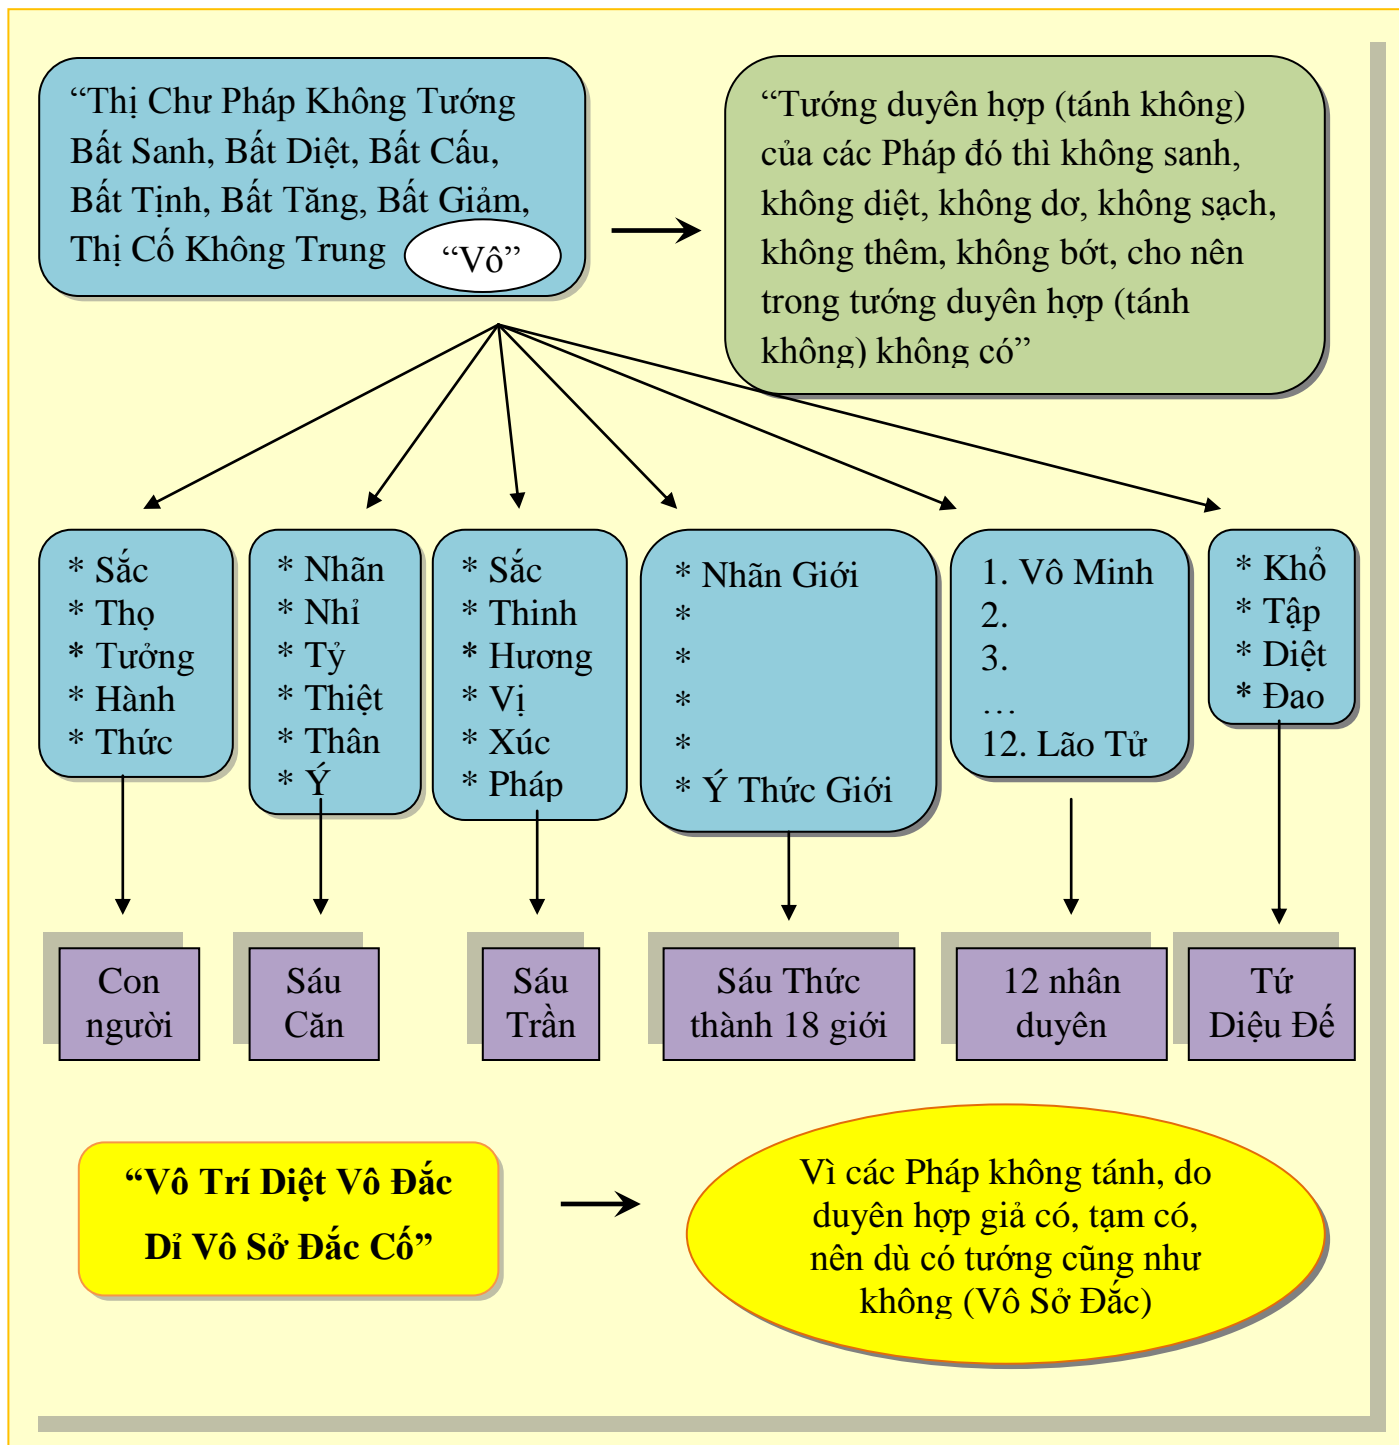 “Thị Chư Pháp Không Tướng
Bất Sanh, Bất Diệt, Bất Cấu,
Bất Tịnh, Bất Tăng, Bất Giảm,
Thị Cố Không Trung “Vô”
“Tướng duyên hợp (tánh không)
của các Pháp đó thì không sanh,
không diệt, không dơ, không sạch,
không thêm, không bớt, cho nên
trong tướng duyên hợp (tánh
không) không có”
* Sắc
* Thọ
* Tưởng
* Hành
* Thức
* Nhãn
* Nhỉ
* Tỷ
* Thiệt
* Thân
* Ý
* Sắc
* Thinh
* Hương
* Vị
* Xúc
* Pháp
* Nhãn Giới
*
*
*
*
* Ý Thức Giới
1. Vô Minh
2.
3.
…
12. Lão Tử
* Khổ
* Tập
* Diệt
* Đao
Con
người
Sáu
Căn
Sáu
Trần
Sáu Thức
thành 18 giới
12 nhân
duyên
Tứ
Diệu Đế
“Vô Trí Diệt Vô Đắc
Dỉ Vô Sở Đắc Cố”
Vì các Pháp không tánh, do
duyên hợp giả có, tạm có,
nên dù có tướng cũng như
không (Vô Sở Đắc)